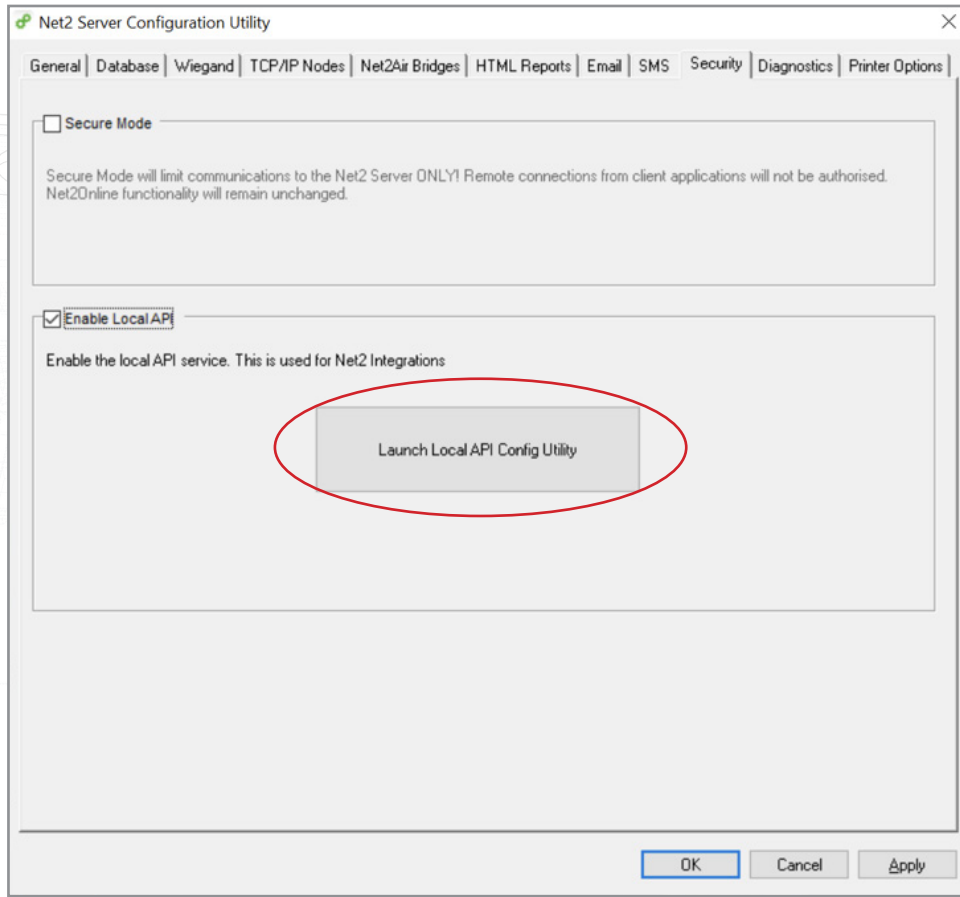 Net2 Server Configuration Utility
General Database Wiegand TCP/IP Nodes Net2Air Bridges HTML Reports Email SMS Security Diagnostics Printer Options
Secure Mode
Secure Mode will limit communications to the Net2 Server ONLY! Remote connections from client applications will not be authorised.
Net2Online functionality will remain unchanged.
Enable Local API
Enable the local API service. This is used for Net2 Integrations
Launch Local API Config Utility
OK Cancel Apply